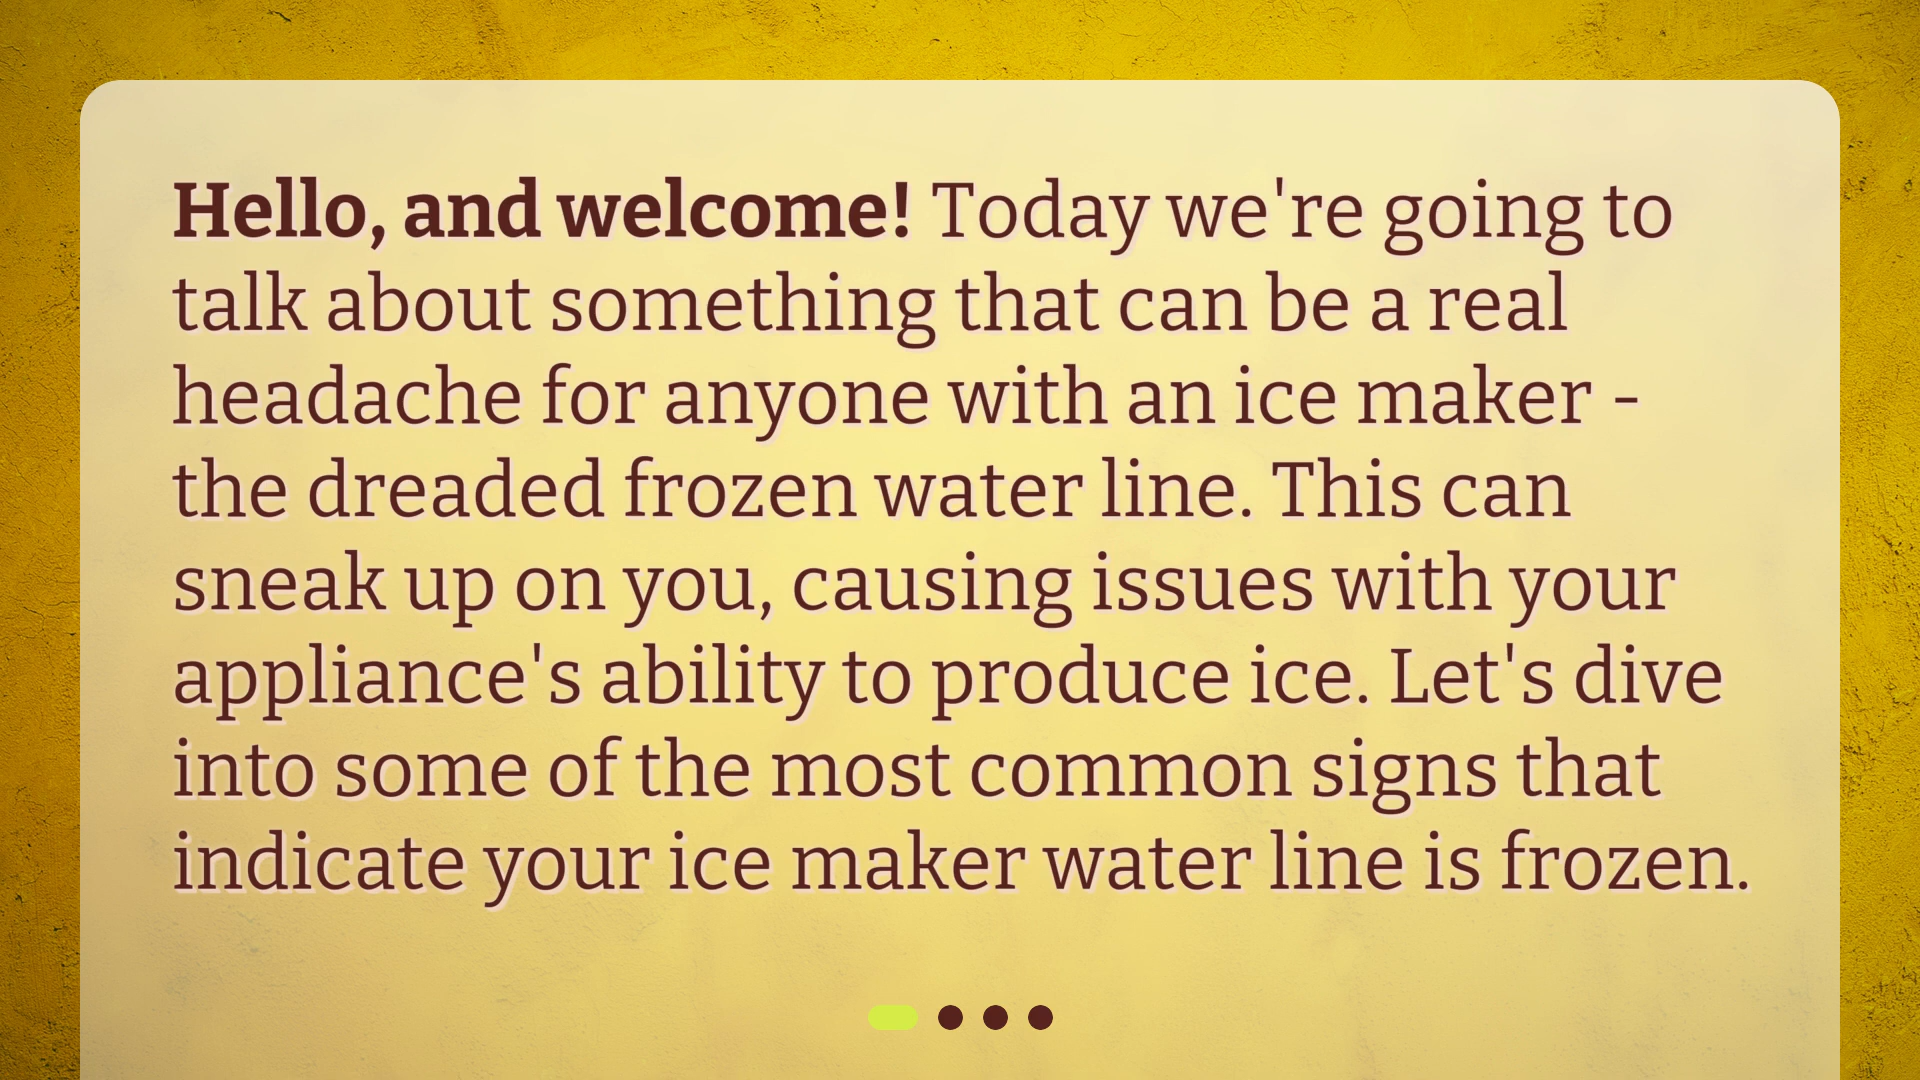 Hello, and welcome! Today we're going to
talk about something that can be a real
headache for anyone with an ice maker -
the dreaded frozen water line. This can
sneak up on you, causing issues with your
appliance's ability to produce ice. Let's dive
into some of the most common signs that
indicate your ice maker water line is frozen.